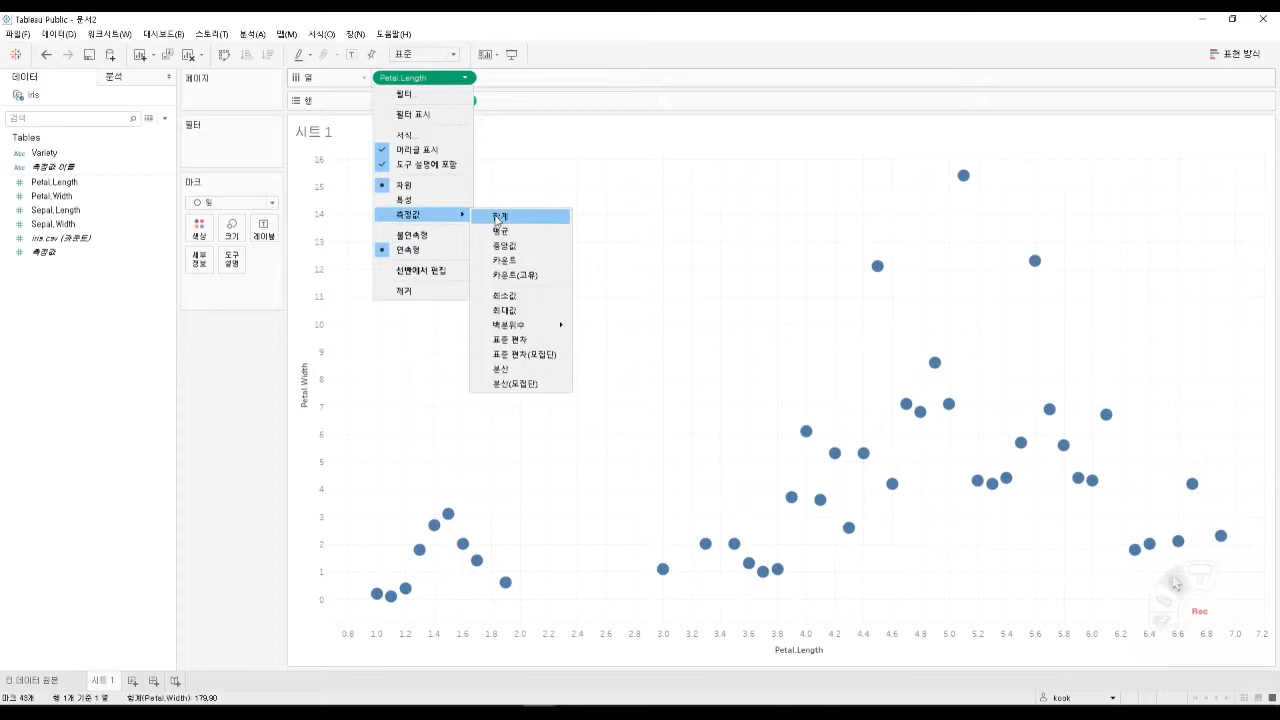 Tableau Public - 문서2
파일(F) 데이터(D) 워크시트(W) 대시보드(B) 스토리(T) 분석(A) 맵(M) 서식(O) 창(N) 도움말(H)
표준
표현 방식
데이터 분석
Iris
검색
Tables
Abc Variety
Abc 측정값 이름
Petal.Length
Petal.Width
Sepal.Length
Sepal.Width
iris.csv (카운트)
측정값
페이지
필터
마크
원
색상 크기 레이블
세부 정보 도구 설명
열 Petal.Length
행
시트 1
필터...
필터 표시
서식...
머리글 표시
도구 설명에 포함
차원
특성
측정값
불연속형
연속형
선반에서 편집
제거
합계
평균
중앙값
카운트
카운트(고유)
최소값
최대값
백분위수
표준 편차
표준 편차(모집단)
분산
분산(모집단)
16
15
14
13
12
11
10
9
8
7
6
5
4
3
2
1
0
Petal.Width
0.8 1.0 1.2 1.4 1.6 1.8 2.0 2.2 2.4 2.6 2.8 3.0 3.2 3.4 3.6 3.8 4.0 4.2 4.4 4.6 4.8 5.0 5.2 5.4 5.6 5.8 6.0 6.2 6.4 6.6 6.8 7.0 7.2
Petal.Length
Rec
데이터 원본 시트 1
마크 43개 행 1개 기준 1 열 합계(Petal.Width) 179.90
kook